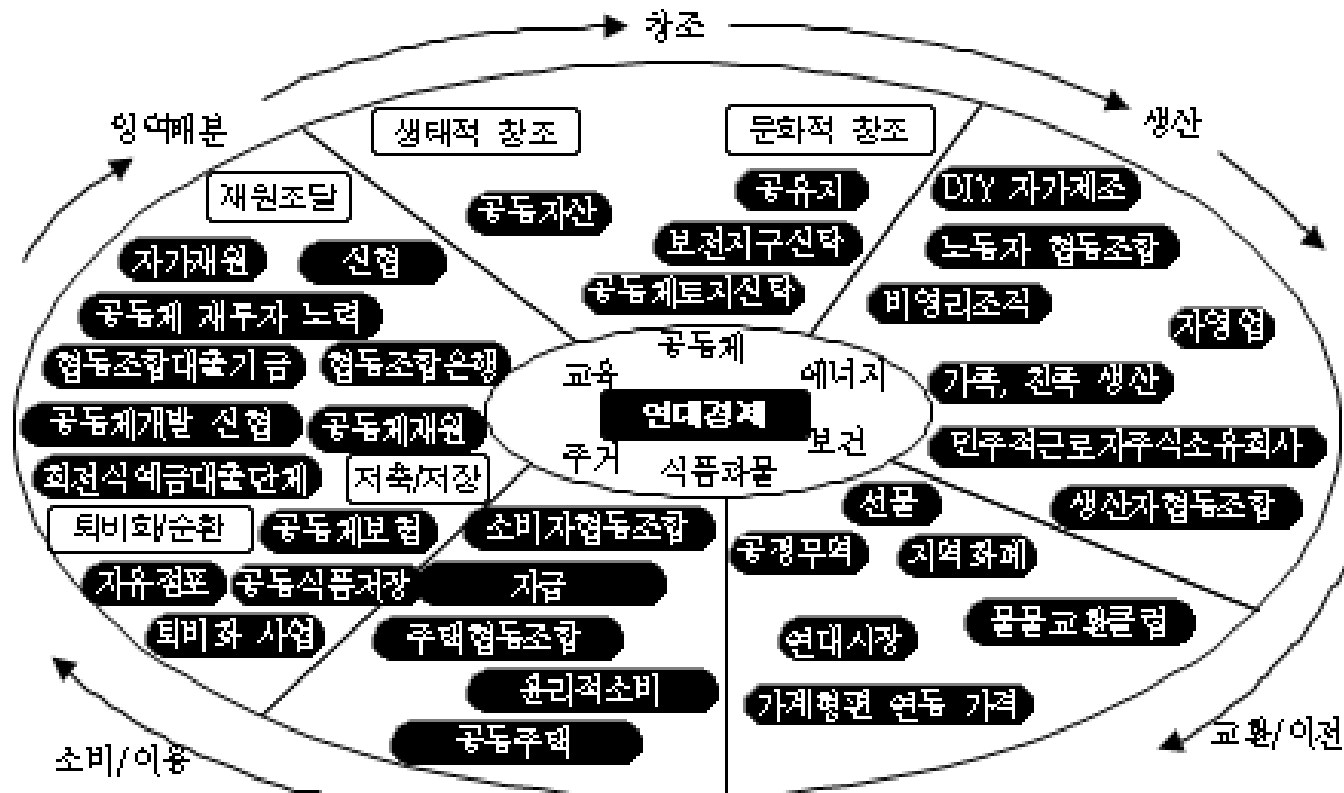 창조
잉여배분
생산
생태적 창조
문화적 창조
재원조달
공동자산
공유지
보전지구신탁
공동체토지신탁
DIY 자가제조
노동자 협동조합
비영리조직
자영업
가족, 친족 생산
민주적근로자주식소유회사
생산자협동조합
자가재원
신협
공동체 재투자 노력
협동조합대출기금
협동조합은행
공동체개발 신협
공동체재원
회전식예금대출단체
저축/저장
퇴비화/순환
공동체보험
자유점포
공동식품저장
퇴비화 사업
공동체
교육
에너지
연대경제
주거
보건
식품과물
소비자협동조합
자급
주택협동조합
윤리적소비
공동주택
선물
공정무역
지역화폐
물물교환클럽
연대시장
가계형편 연동 가격
소비/이용
교환/이전